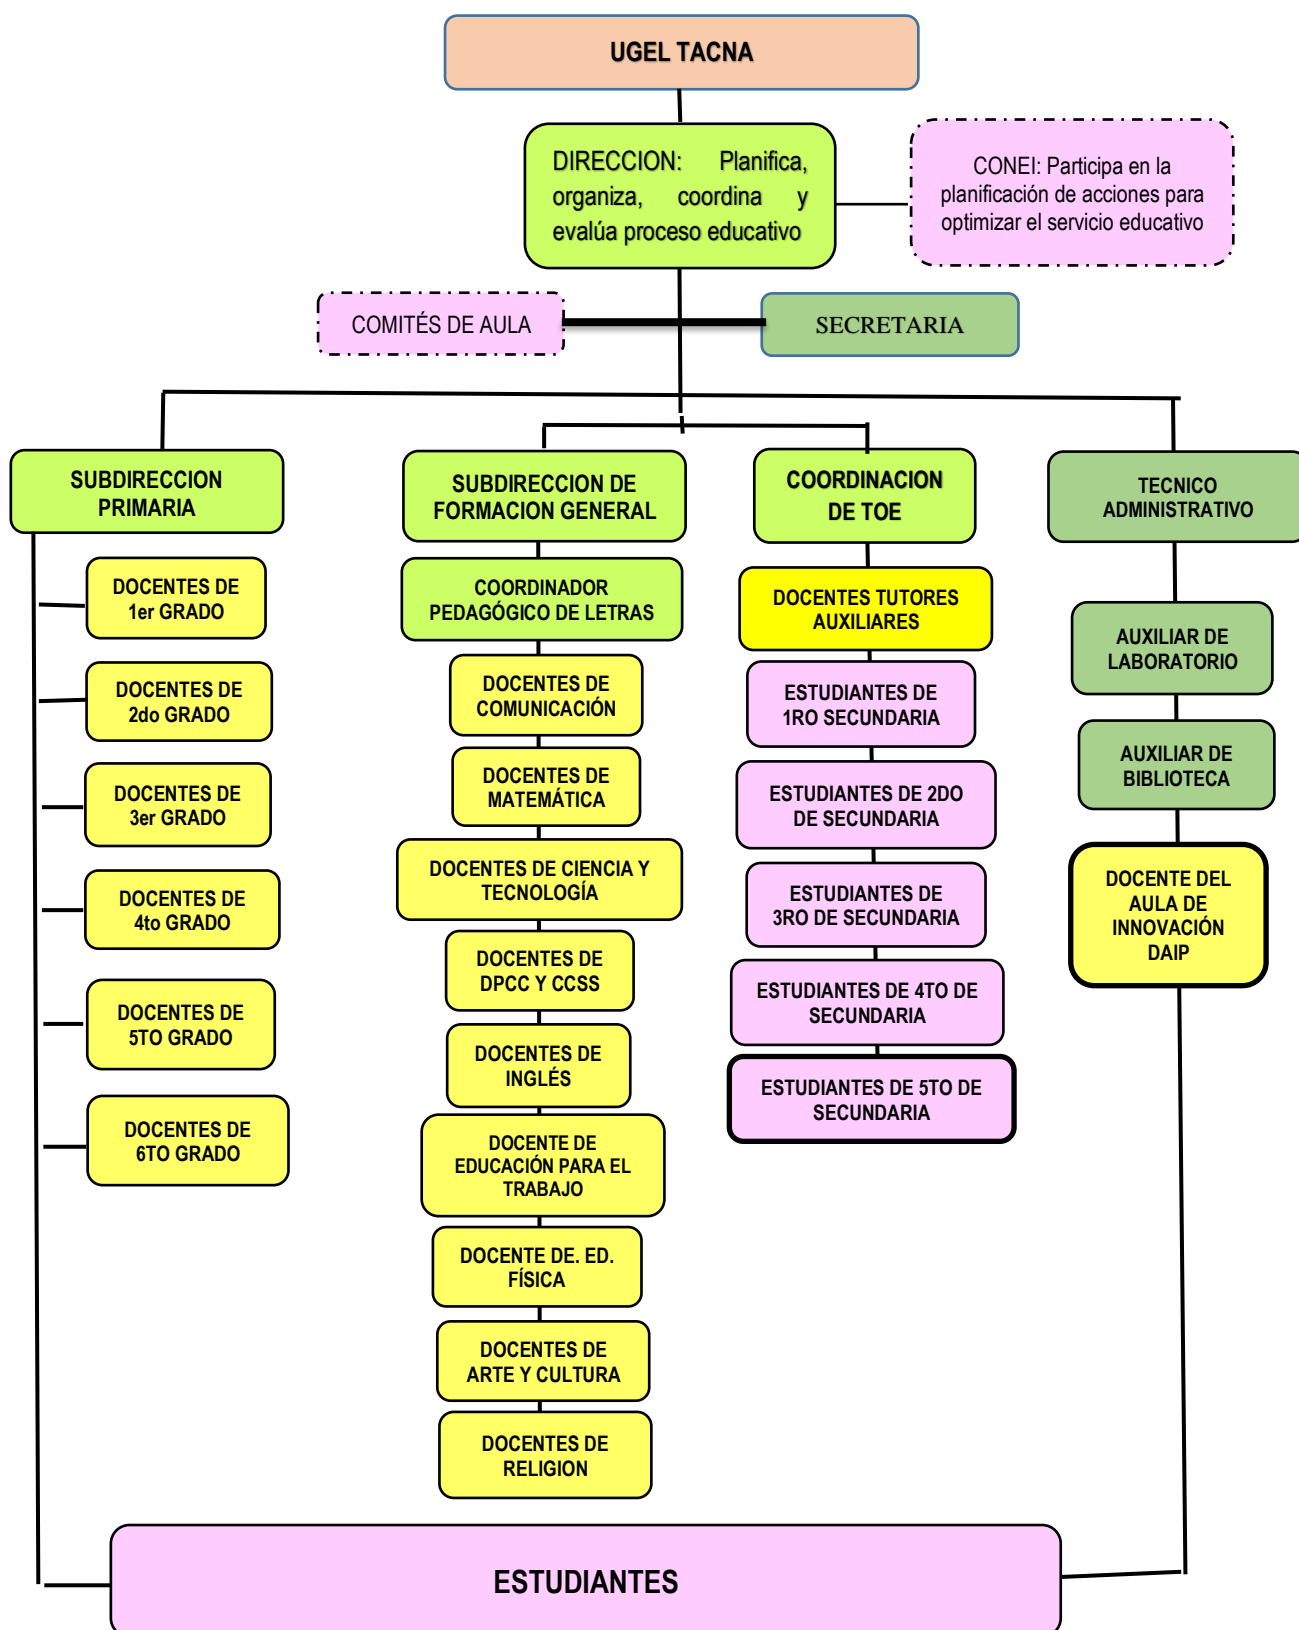 UGEL TACNA
DIRECCION: Planifica,
organiza, coordina y
evalúa proceso educativo
CONEI: Participa en la
planificación de acciones para
optimizar el servicio educativo
COMITÉS DE AULA
SECRETARIA
SUBDIRECCION
PRIMARIA
DOCENTES DE
1er GRADO
DOCENTES DE
2do GRADO
DOCENTES DE
3er GRADO
DOCENTES DE
4to GRADO
DOCENTES DE
5TO GRADO
DOCENTES DE
6TO GRADO
SUBDIRECCION DE
FORMACION GENERAL
COORDINADOR
PEDAGÓGICO DE LETRAS
DOCENTES DE
COMUNICACIÓN
DOCENTES DE
MATEMÁTICA
DOCENTES DE CIENCIA Y
TECNOLOGÍA
DOCENTES DE
DPCC Y CCSS
DOCENTES DE
INGLÉS
DOCENTE DE
EDUCACIÓN PARA EL
TRABAJO
DOCENTE DE. ED.
FÍSICA
DOCENTES DE
ARTE Y CULTURA
DOCENTES DE
RELIGION
COORDINACION
DE TOE
DOCENTES TUTORES
AUXILIARES
ESTUDIANTES DE
1RO SECUNDARIA
ESTUDIANTES DE 2DO
DE SECUNDARIA
ESTUDIANTES DE
3RO DE SECUNDARIA
ESTUDIANTES DE 4TO DE
SECUNDARIA
ESTUDIANTES DE 5TO DE
SECUNDARIA
TECNICO
ADMINISTRATIVO
AUXILIAR DE
LABORATORIO
AUXILIAR DE
BIBLIOTECA
DOCENTE DEL
AULA DE
INNOVACIÓN
DAIP
ESTUDIANTES